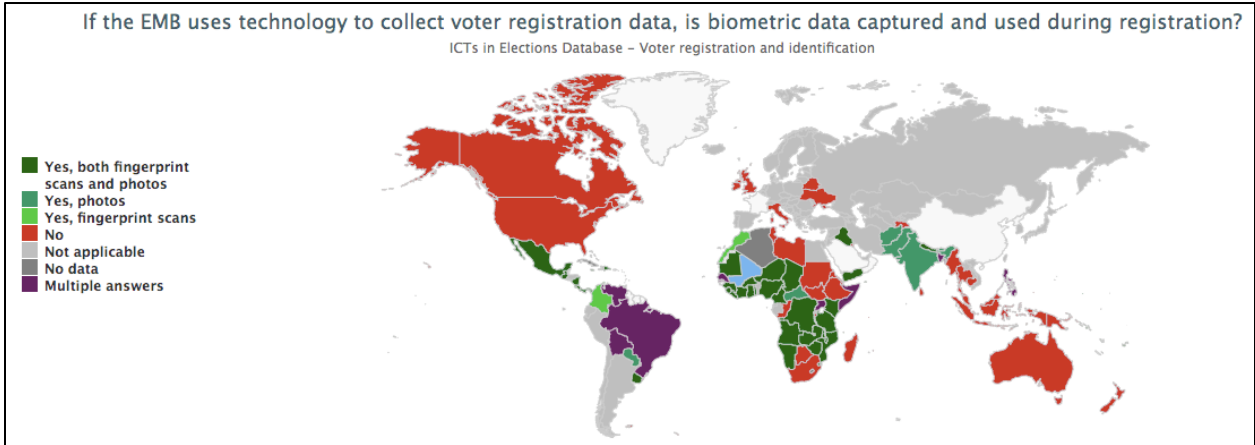 If the EMB uses technology to collect voter registration data, is biometric data captured and used during registration?
ICTs in Elections Database – Voter registration and identification
Yes, both fingerprint
scans and photos
Yes, photos
Yes, fingerprint scans
No
Not applicable
No data
Multiple answers